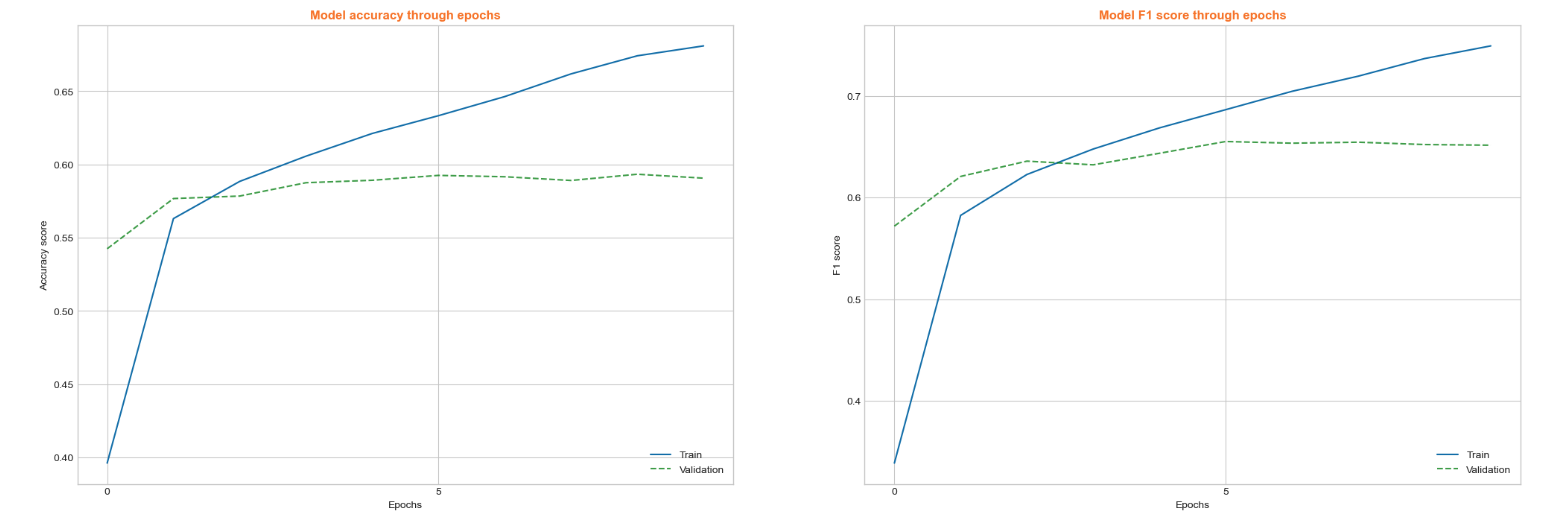 Model accuracy through epochs
0.65
0.60
0.55
0.50
0.45
0.40
Accuracy score
0
5
Epochs
Train
Validation
Model F1 score through epochs
0.7
0.6
0.5
0.4
F1 score
0
5
Epochs
Train
Validation